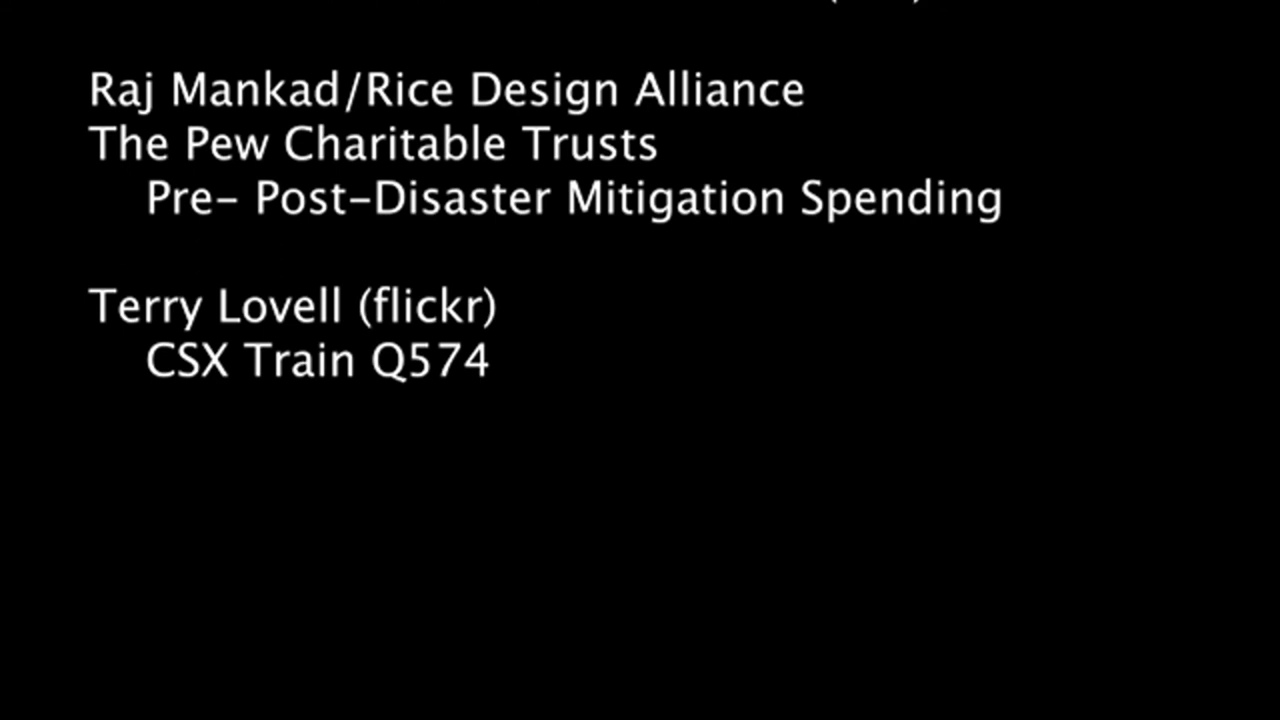 Raj Mankad/Rice Design Alliance
The Pew Charitable Trusts
Pre- Post-Disaster Mitigation Spending
Terry Lovell (flickr)
CSX Train Q574